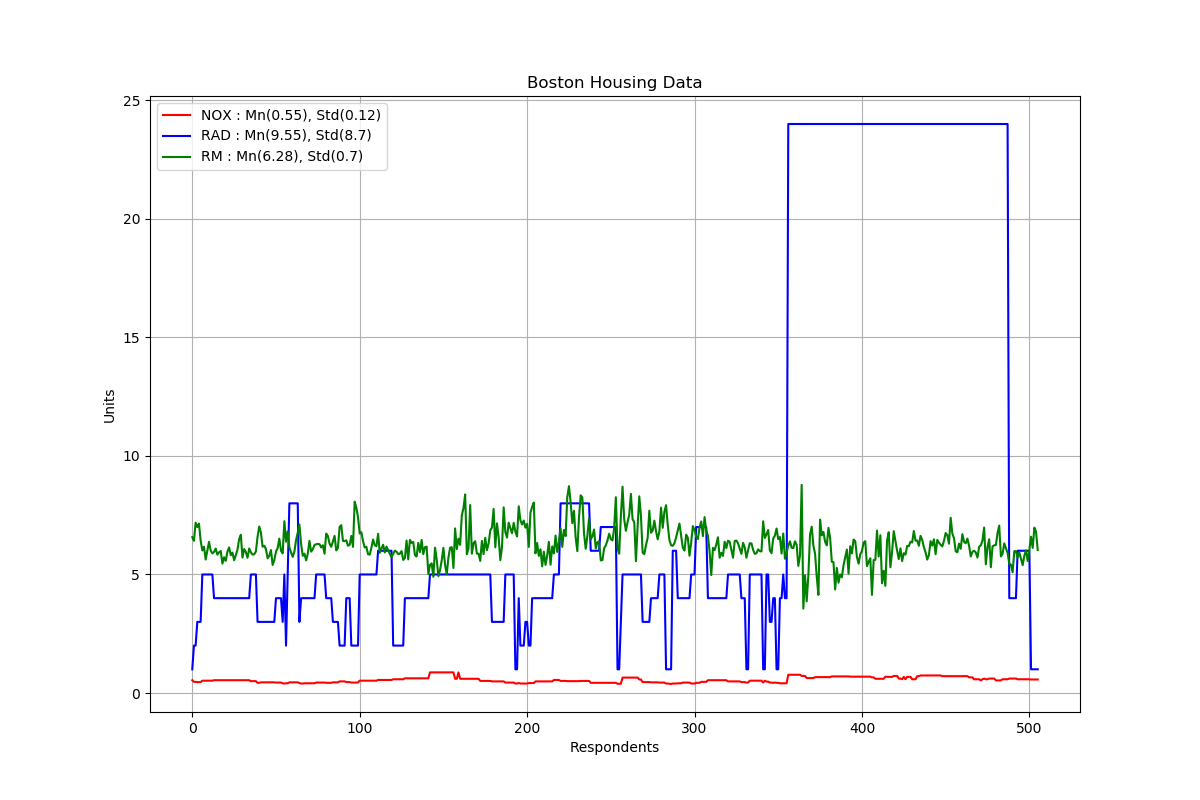 Boston Housing Data
NOX : Mn(0.55), Std(0.12)
RAD : Mn(9.55), Std(8.7)
RM : Mn(6.28), Std(0.7)
25
20
15
10
5
0
Units
0 100 200 300 400 500
Respondents